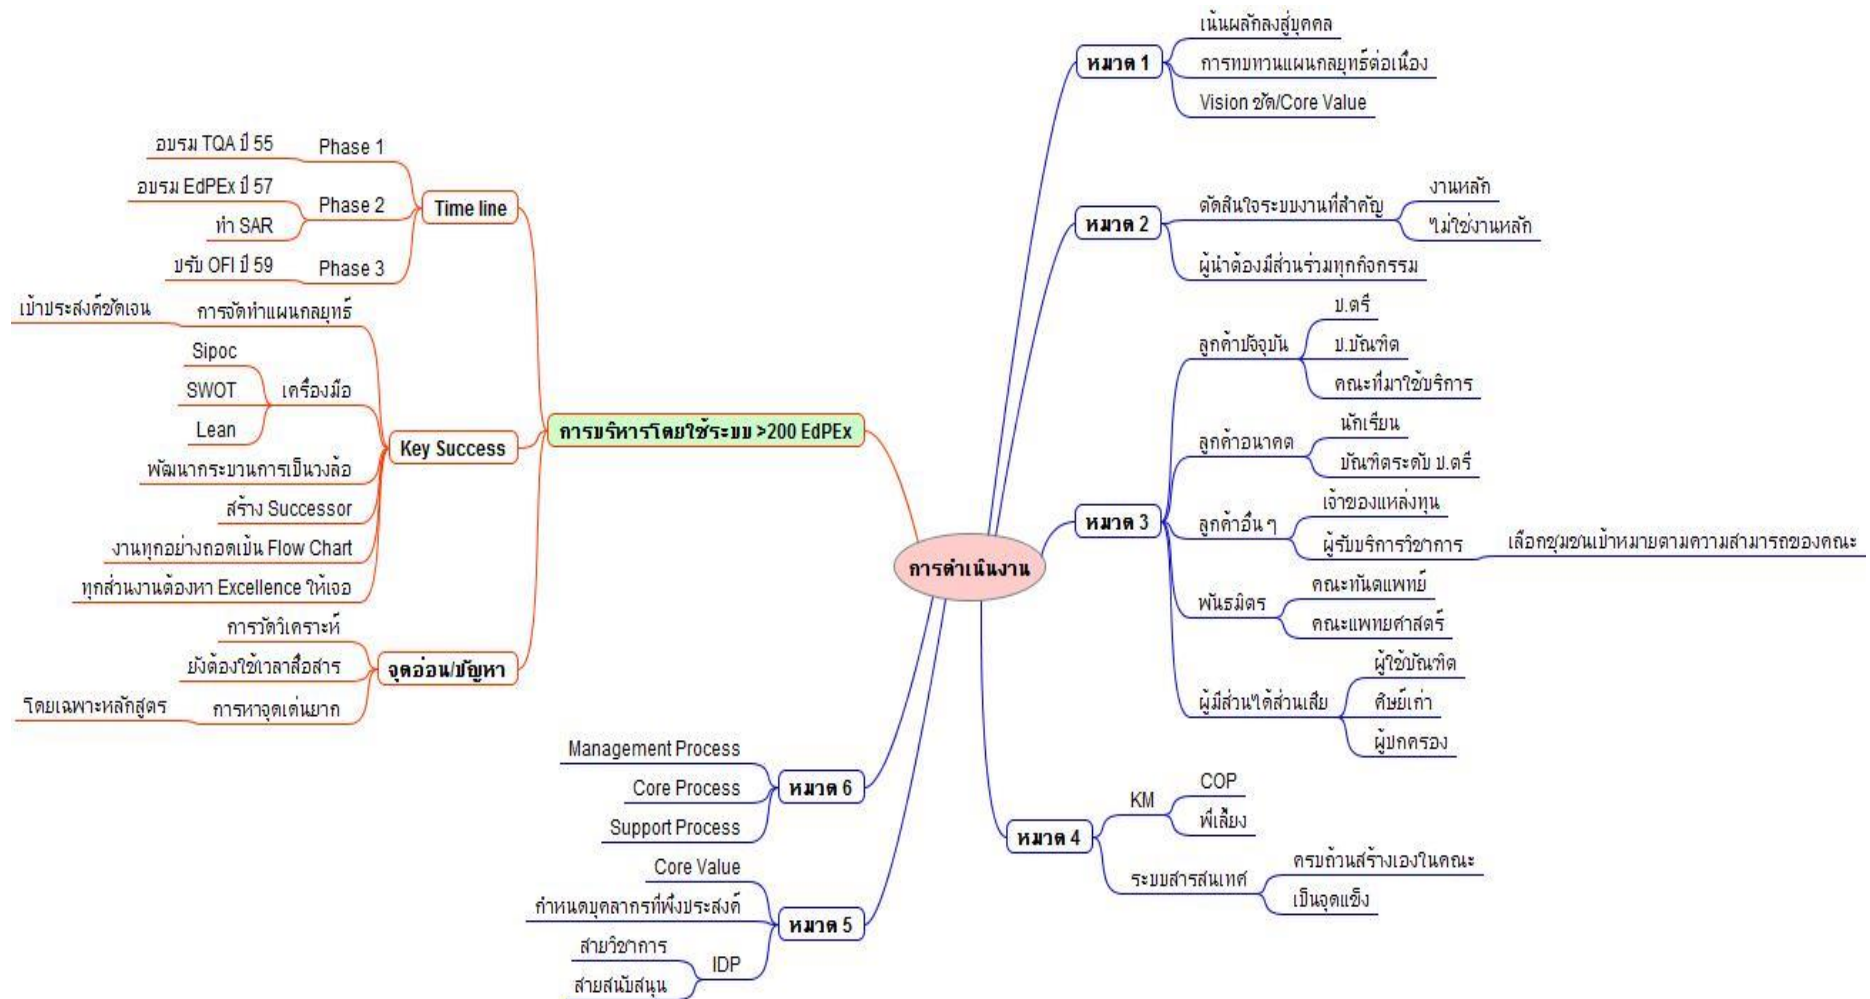 การดำเนินงาน
การบริหารโดยใช้ระบบ >200 EdPEx
Time line
Phase 1
อบรม TQA ปี 55
Phase 2
อบรม EdPEx ปี 57
ทำ SAR
Phase 3
ปรับ OFI ปี 59
Key Success
การจัดทำแผนกลยุทธ์
เป้าประสงค์ชัดเจน
เครื่องมือ
Sipoc
SWOT
Lean
พัฒนากระบวนการเป็นวงล้อ
สร้าง Successor
งานทุกอย่างถอดเป็น Flow Chart
ทุกส่วนงานต้องหา Excellence ให้เจอ
จุดอ่อน/ปัญหา
การวัดวิเคราะห์
ยังต้องใช้เวลาสื่อสาร
การหาจุดเด่นยาก
โดยเฉพาะหลักสูตร
หมวด 1
เน้นผลักลงสู่บุคคล
การทบทวนแผนกลยุทธ์ต่อเนื่อง
Vision ชัด/Core Value
หมวด 2
ตัดสินใจระบบงานที่สำคัญ
งานหลัก
ไม่ใช่งานหลัก
ผู้นำต้องมีส่วนร่วมทุกกิจกรรม
หมวด 3
ลูกค้าปัจจุบัน
ป.ตรี
ป.บัณฑิต
คณะที่มาใช้บริการ
ลูกค้าอนาคต
นักเรียน
บัณฑิตระดับ ป.ตรี
ลูกค้าอื่น ๆ
เจ้าของแหล่งทุน
ผู้รับบริการวิชาการ
เลือกชุมชนเป้าหมายตามความสามารถของคณะ
พันธมิตร
คณะทันตแพทย์
คณะแพทยศาสตร์
ผู้มีส่วนได้ส่วนเสีย
ผู้ใช้บัณฑิต
ศิษย์เก่า
ผู้ปกครอง
หมวด 4
KM
COP
พี่เลี้ยง
ระบบสารสนเทศ
ครบถ้วนสร้างเองในคณะ
เป็นจุดแข็ง
หมวด 5
Core Value
กำหนดบุคลากรที่พึงประสงค์
IDP
สายวิชาการ
สายสนับสนุน
หมวด 6
Management Process
Core Process
Support Process